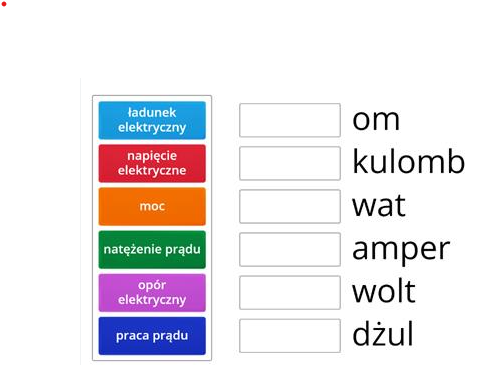 ładunek
elektryczny
napięcie
elektryczne
moc
natężenie prądu
opór
elektryczny
praca prądu
om
kulomb
wat
amper
wolt
dżul